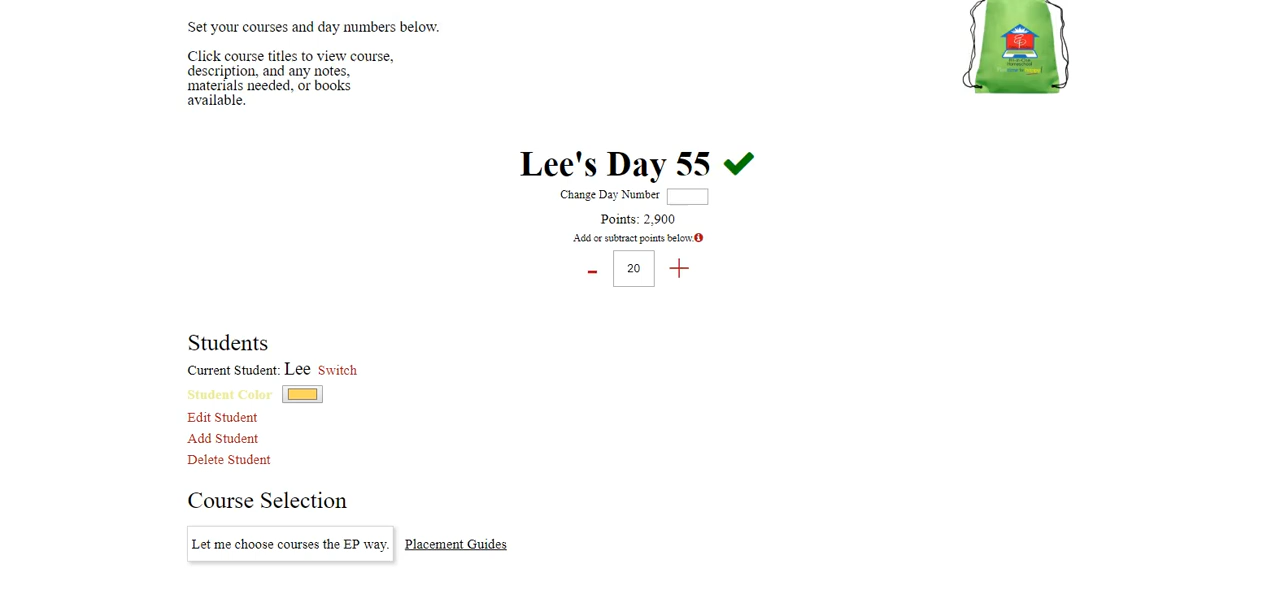 Set your courses and day numbers below.
Click course titles to view course,
description, and any notes,
materials needed, or books
available.
Lee's Day 55
Change Day Number
Points: 2,900
Add or subtract points below.
- 20 +
Students
Current Student: Lee Switch
Student Color
Edit Student
Add Student
Delete Student
Course Selection
Let me choose courses the EP way. Placement Guides